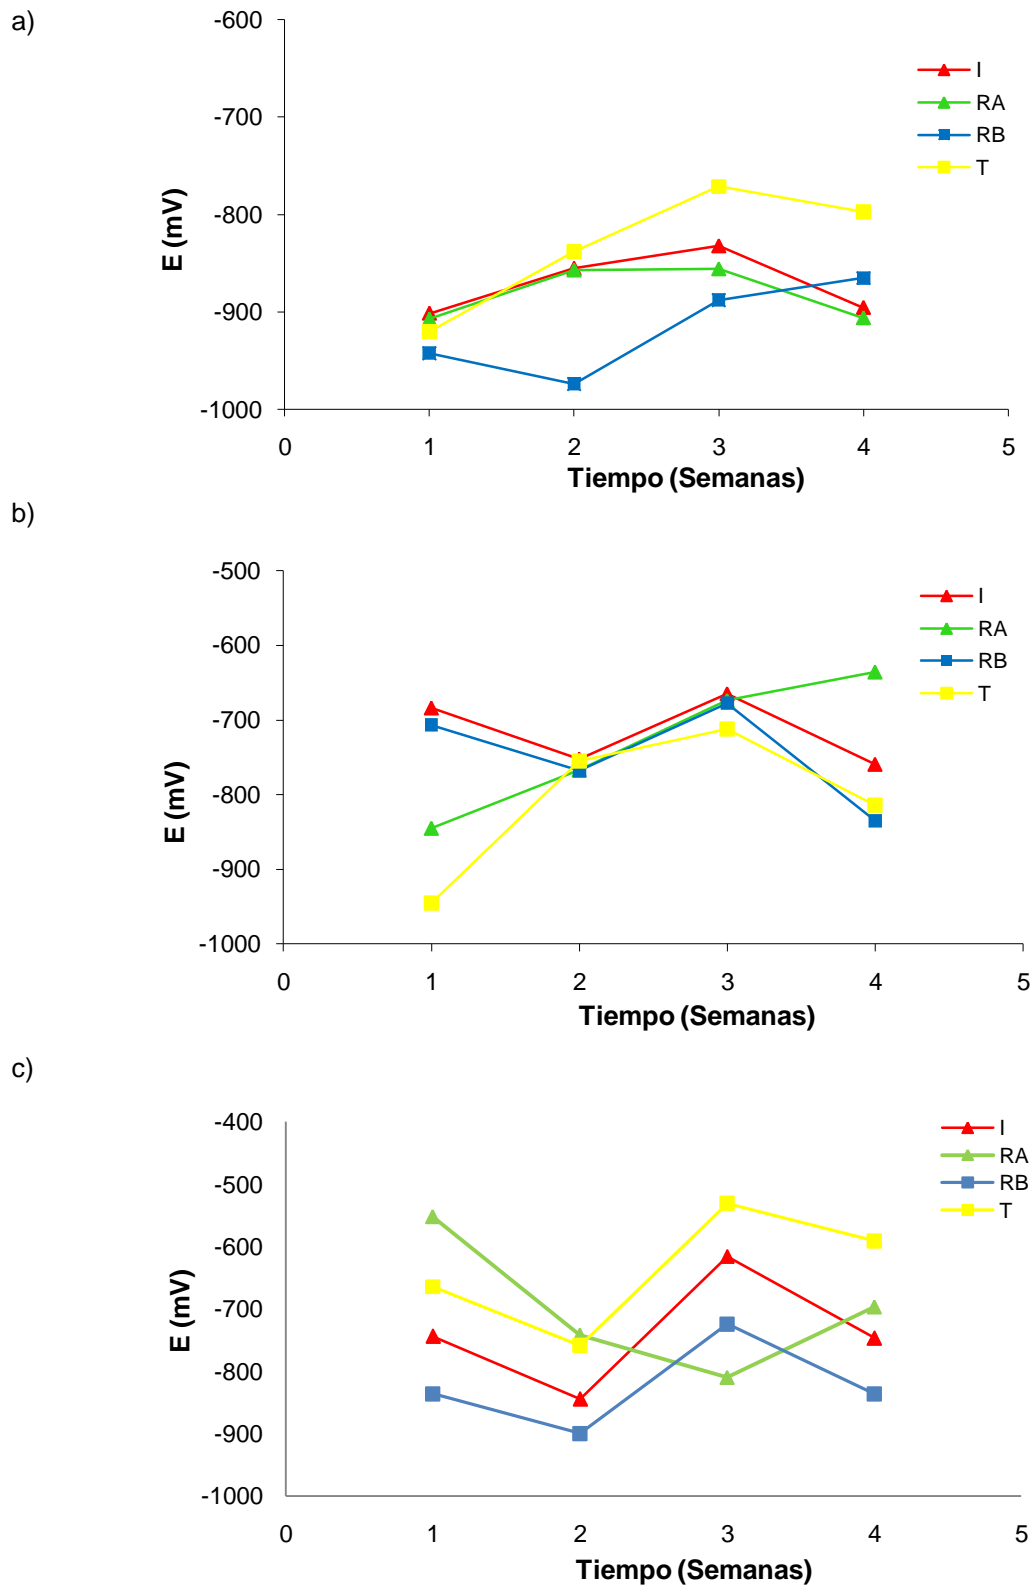 a)
-600
-700
-800
-900
-1000
E (mV)
0 1 2 3 4 5
Tiempo (Semanas)
I
RA
RB
T
b)
-500
-600
-700
-800
-900
-1000
E (mV)
0 1 2 3 4 5
Tiempo (Semanas)
I
RA
RB
T
c)
-400
-500
-600
-700
-800
-900
-1000
E (mV)
0 1 2 3 4 5
Tiempo (Semanas)
I
RA
RB
T